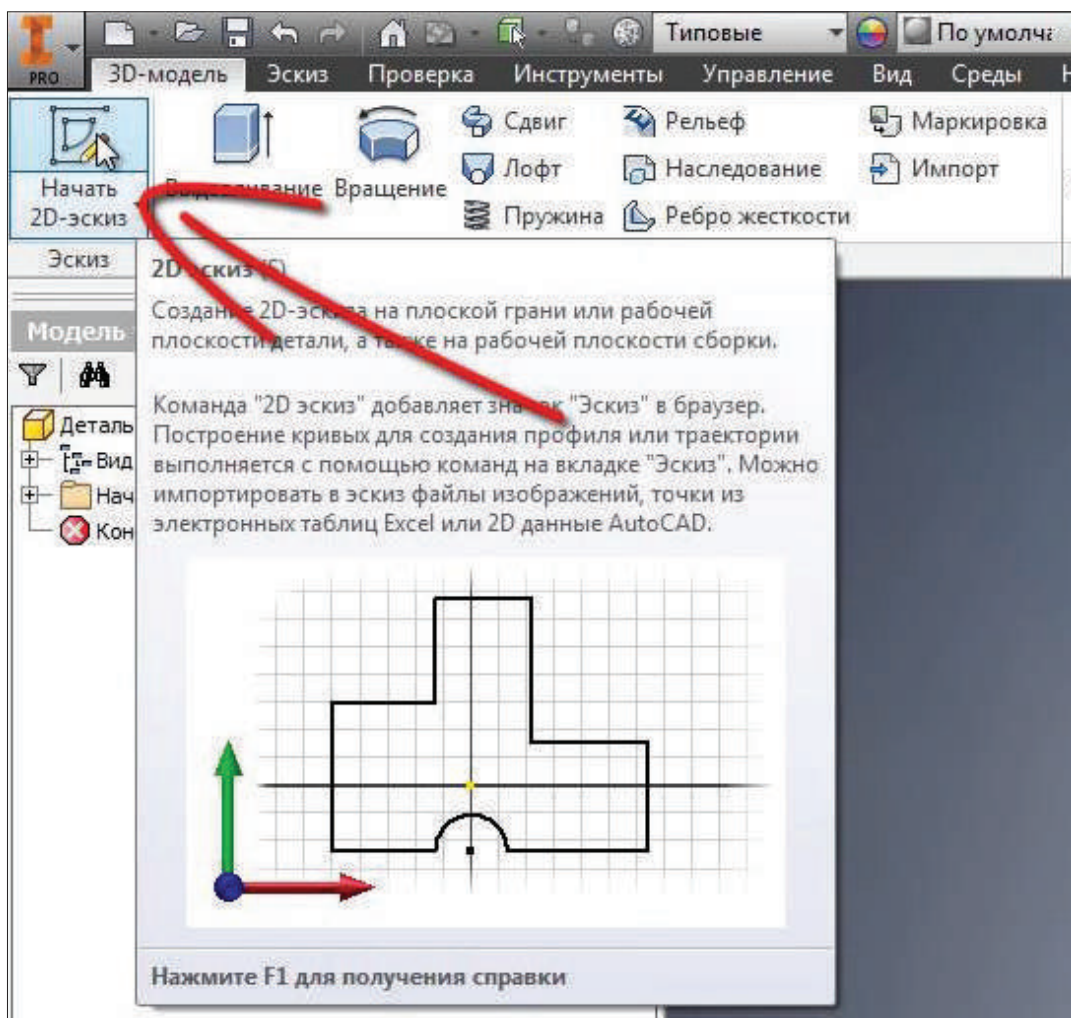 Типовые
По умолча
PRO
3D-модель Эскиз Проверка Инструменты Управление Вид Среды Н
Сдвиг Рельеф Маркировка
Лофт Наследование Импорт
Начать
Выдавливание Вращение
2D-эскиз
Пружина Ребро жесткости
Эскиз
2D эскиз (S)
Создание 2D-эскиза на плоской грани или рабочей
плоскости детали, а также на рабочей плоскости сборки.
Модель
Команда "2D эскиз" добавляет значок "Эскиз" в браузер.
Деталь
Построение кривых для создания профиля или траектории
Вид
выполняется с помощью команд на вкладке "Эскиз". Можно
Нач
импортировать в эскиз файлы изображений, точки из
Кон
электронных таблиц Excel или 2D данные AutoCAD.
Нажмите F1 для получения справки